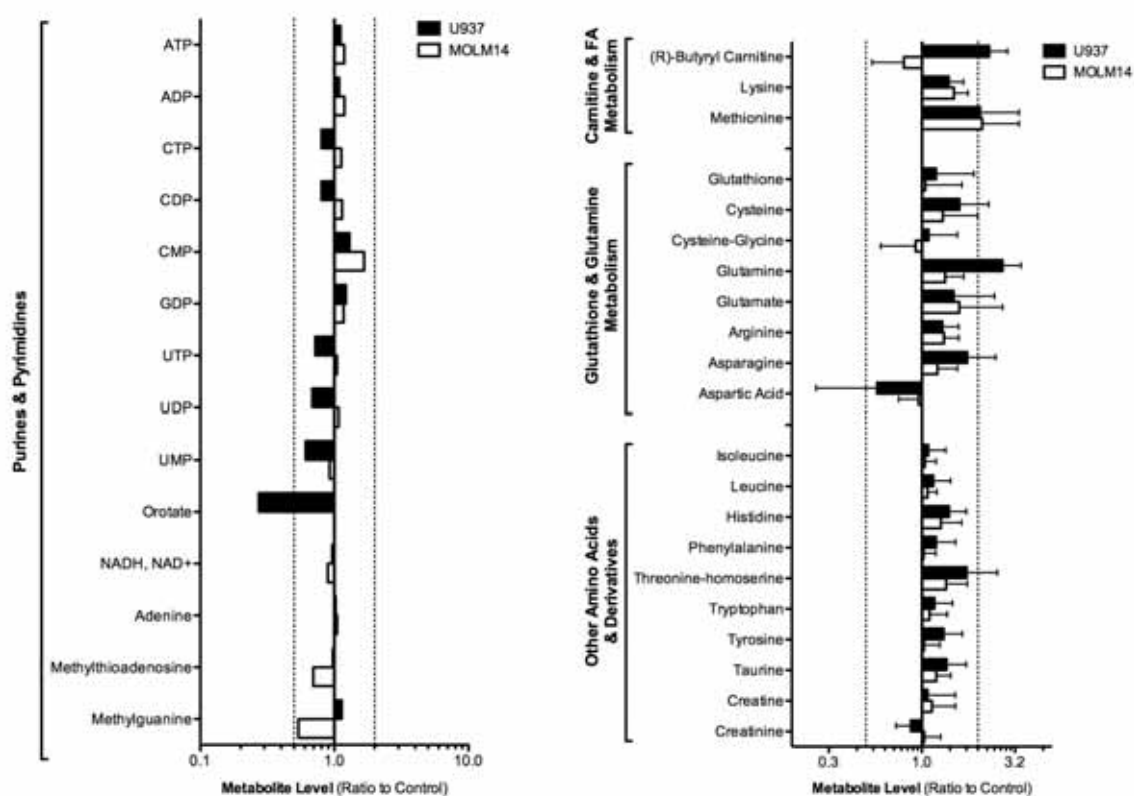 Purines & Pyrimidines
U937
MOLM14
ATP
ADP
CTP
CDP
CMP
GDP
UTP
UDP
UMP
Orotate
NADH, NAD+
Adenine
Methylthioadenosine
Methylguanine
0.1
1.0
10.0
Metabolite Level (Ratio to Control)
Carnitine & FA
Metabolism
U937
MOLM14
(R)-Butyryl Carnitine
Lysine
Methionine
Glutathione & Glutamine
Metabolism
Glutathione
Cysteine
Cysteine-Glycine
Glutamine
Glutamate
Arginine
Asparagine
Aspartic Acid
Other Amino Acids
& Derivatives
Isoleucine
Leucine
Histidine
Phenylalanine
Threonine-homoserine
Tryptophan
Tyrosine
Taurine
Creatine
Creatinine
0.3
1.0
3.2
Metabolite Level (Ratio to Control)